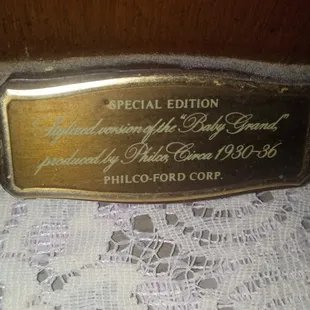 SPECIAL EDITION
Stylized version of the "Baby Grand,"
produced by Philco, Circa 1930-36
PHILCO-FORD CORP.